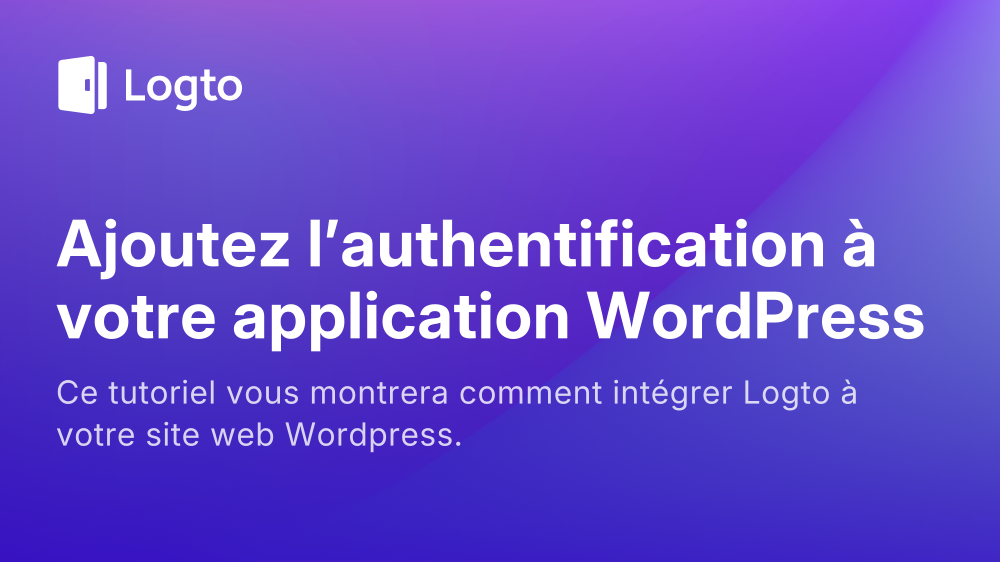 Logto
Ajoutez l’authentification à
votre application WordPress
Ce tutoriel vous montrera comment intégrer Logto à
votre site web Wordpress.